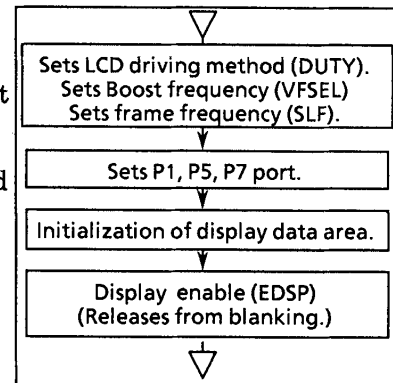 Sets LCD driving method (DUTY).
Sets Boost frequency (VFSEL)
Sets frame frequency (SLF).
Sets P1, P5, P7 port.
Initialization of display data area.
Display enable (EDSP)
(Releases from blanking.)